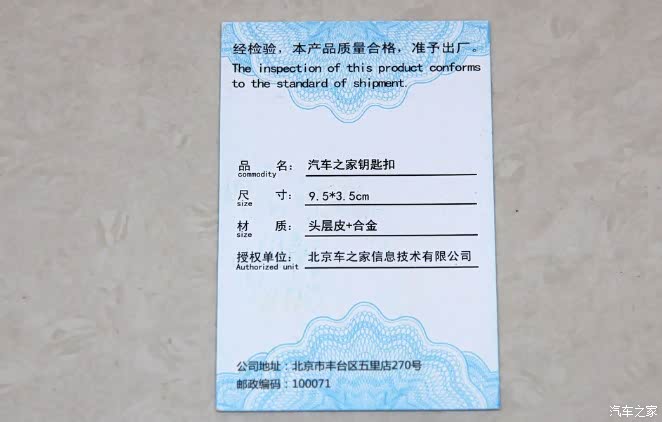 经检验，本产品质量合格，准予出厂。
The inspection of this product conforms
to the standard of shipment.
品 名： 汽车之家钥匙扣
commodity
尺 寸： 9.5*3.5cm
size
材 质： 头层皮+合金
size
授权单位： 北京车之家信息技术有限公司
Authorized unit
公司地址：北京市丰台区五里店270号
邮政编码：100071
汽车之家